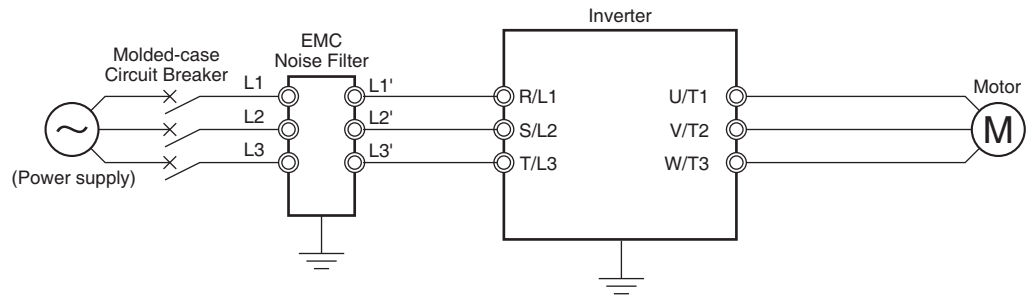 Inverter
EMC
Noise Filter
Molded-case
Circuit Breaker
L1
L1'
R/L1
U/T1
Motor
L2
L2'
S/L2
V/T2
M
L3
L3'
T/L3
W/T3
(Power supply)